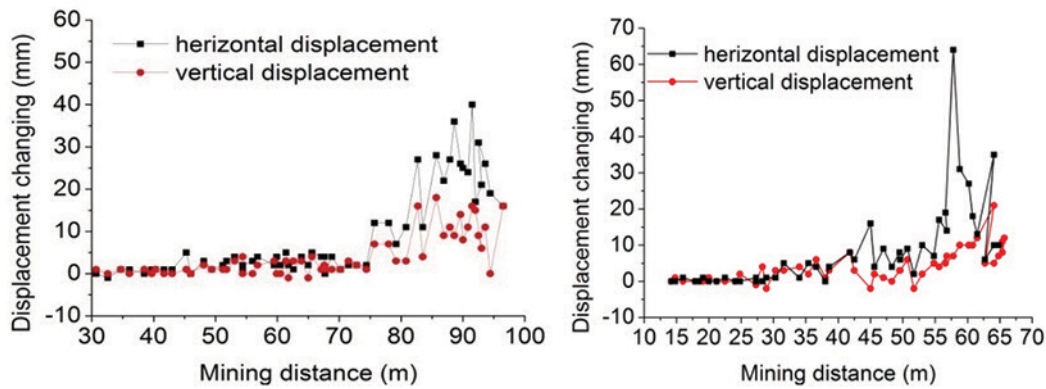 60
50
40
30
20
10
0
-10
Displacement changing (mm)
herizontal displacement
vertical displacement
30 40 50 60 70 80 90 100
Mining distance (m)
70
60
50
40
30
20
10
0
-10
Displacement changing (mm)
herizontal displacement
vertical displacement
10 15 20 25 30 35 40 45 50 55 60 65 70
Mining distance (m)